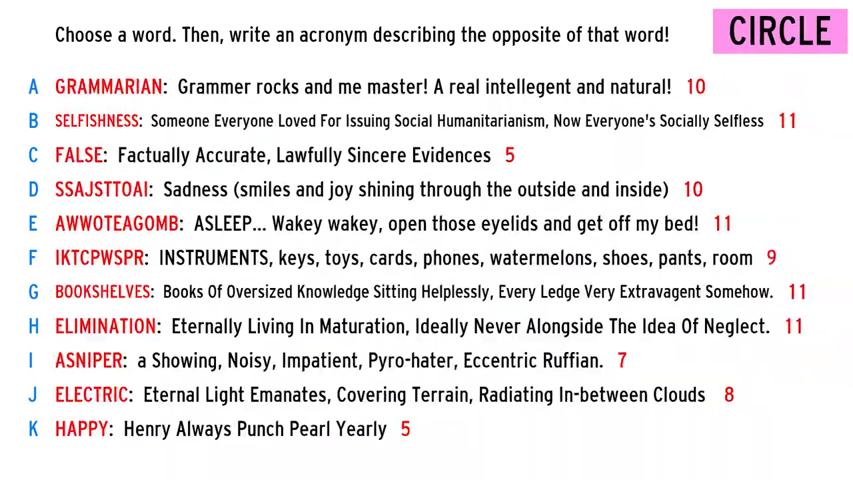 Choose a word. Then, write an acronym describing the opposite of that word!
CIRCLE
A GRAMMARIAN: Grammer rocks and me master! A real intellegent and natural! 10
B SELFISHNESS: Someone Everyone Loved For Issuing Social Humanitarianism, Now Everyone's Socially Selfless 11
C FALSE: Factually Accurate, Lawfully Sincere Evidences 5
D SSAJSTTOAI: Sadness (smiles and joy shining through the outside and inside) 10
E AWWOTEAGOMB: ASLEEP... Wakey wakey, open those eyelids and get off my bed! 11
F IKTCPWSPR: INSTRUMENTS, keys, toys, cards, phones, watermelons, shoes, pants, room 9
G BOOKSHELVES: Books Of Oversized Knowledge Sitting Helplessly, Every Ledge Very Extravagent Somehow. 11
H ELIMINATION: Eternally Living In Maturation, Ideally Never Alongside The Idea Of Neglect. 11
I ASNIPER: a Showing, Noisy, Impatient, Pyro-hater, Eccentric Ruffian. 7
J ELECTRIC: Eternal Light Emanates, Covering Terrain, Radiating In-between Clouds 8
K HAPPY: Henry Always Punch Pearl Yearly 5